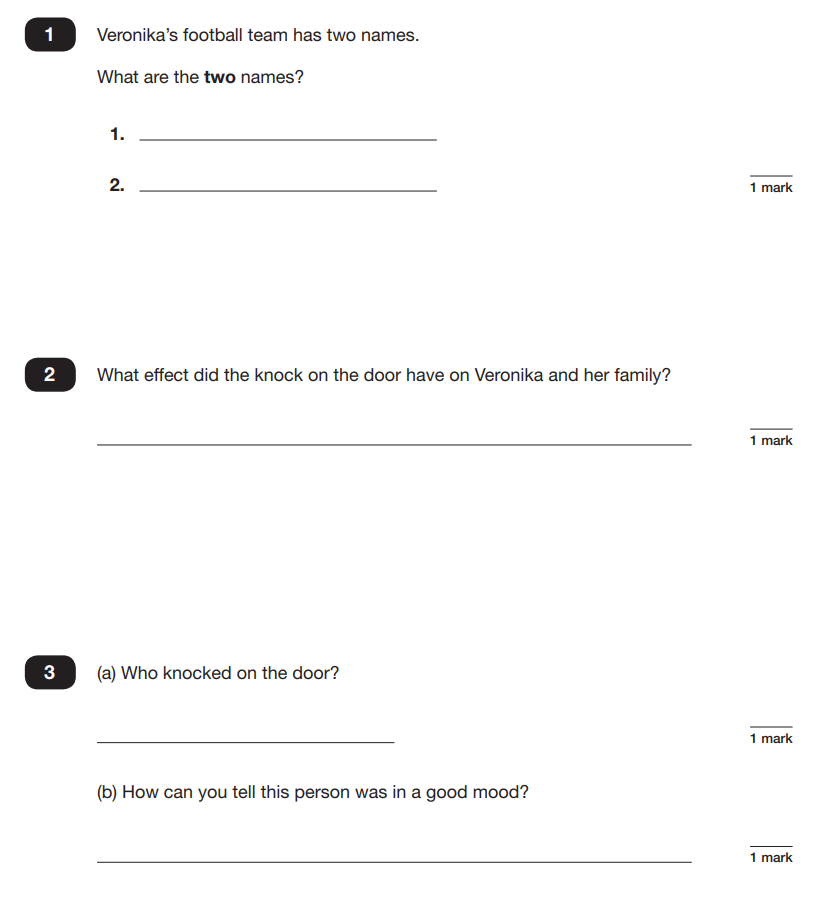 1 Veronika’s football team has two names.
What are the two names?
1.
2.
1 mark
2 What effect did the knock on the door have on Veronika and her family?
1 mark
3 (a) Who knocked on the door?
1 mark
(b) How can you tell this person was in a good mood?
1 mark